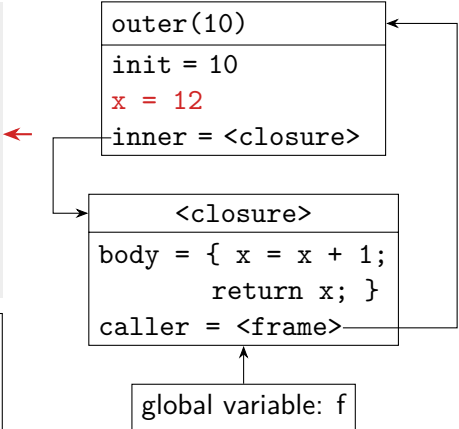 outer(10)
init = 10
x = 12
inner = <closure>
<closure>
body = { x = x + 1;
return x; }
caller = <frame>
global variable: f